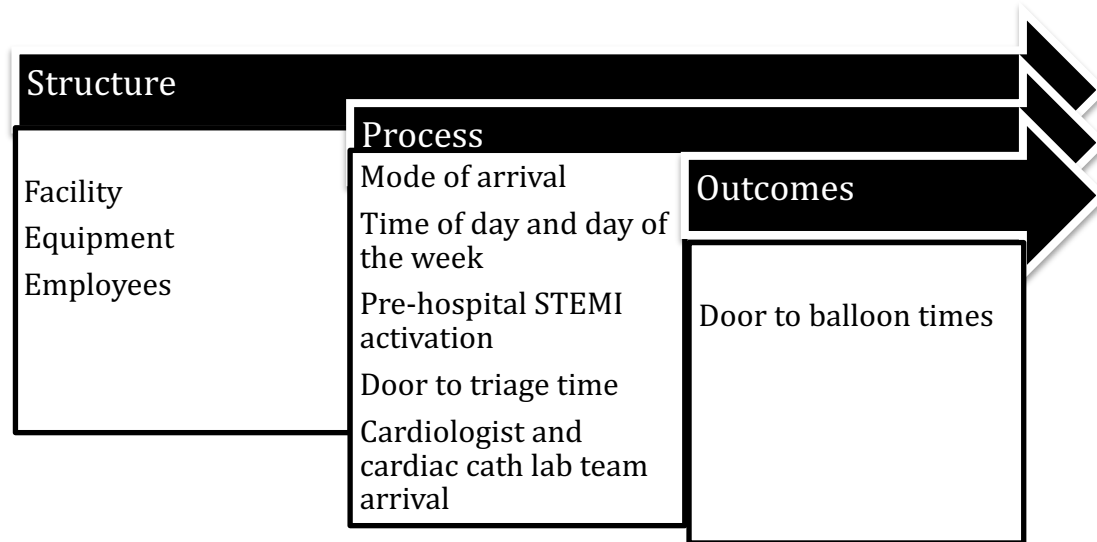 Structure
Facility
Equipment
Employees
Process
Mode of arrival
Time of day and day of
the week
Pre-hospital STEMI
activation
Door to triage time
Cardiologist and
cardiac cath lab team
arrival
Outcomes
Door to balloon times